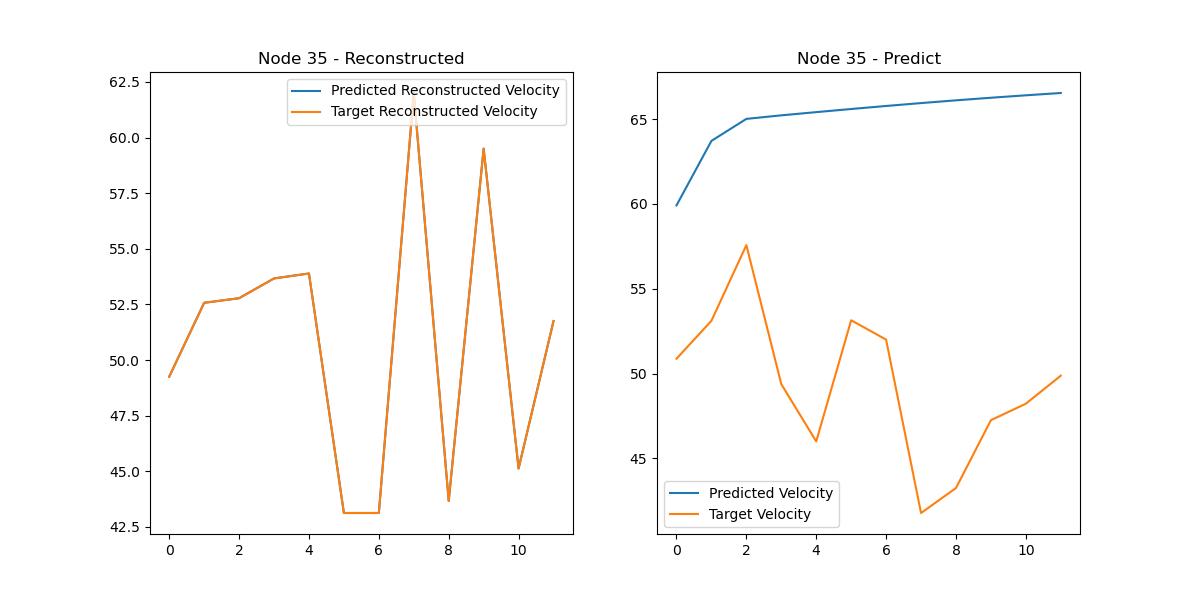 Node 35 - Reconstructed
62.5
60.0
57.5
55.0
52.5
50.0
47.5
45.0
42.5
0 2 4 6 8 10
Predicted Reconstructed Velocity
Target Reconstructed Velocity
Node 35 - Predict
65
60
55
50
45
0 2 4 6 8 10
Predicted Velocity
Target Velocity